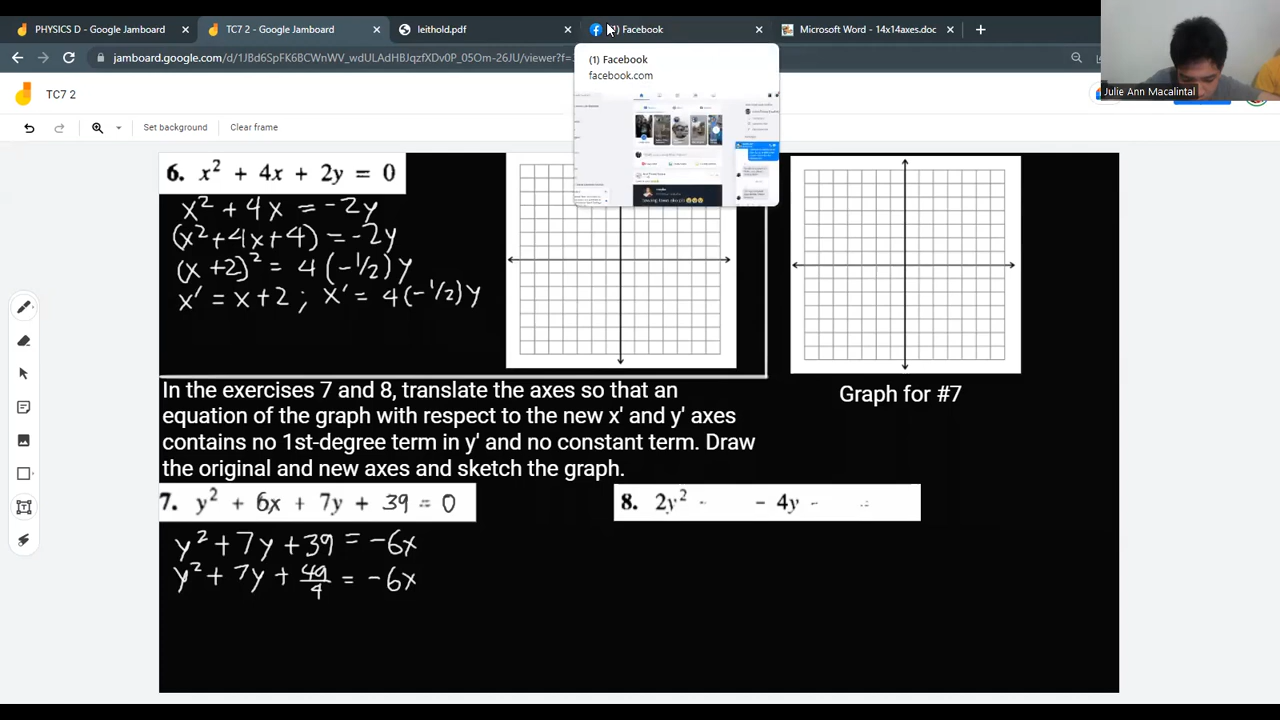 PHYSICS D - Google Jamboard
TC7 2 - Google Jamboard
leithold.pdf
(1) Facebook
Microsoft Word - 14x14axes.doc
jamboard.google.com/d/1JBd6SpFK6BCWnWV_wdULAdHBJqzfXDv0P_05Om-26JU/viewer?f=
(1) Facebook
facebook.com
Julie Ann Macalintal
TC7 2
Set background
Clear frame
6. x² + 4x + 2y = 0
x² + 4x = -2y
(x² + 4x + 4) = -2y
(x + 2)² = 4 (-1/2) y
x' = x + 2 ; x' = 4(-1/2) y
In the exercises 7 and 8, translate the axes so that an
equation of the graph with respect to the new x' and y' axes
contains no 1st-degree term in y' and no constant term. Draw
the original and new axes and sketch the graph.
Graph for #7
7. y² + 6x + 7y + 39 = 0
y² + 7y + 39 = -6x
y² + 7y + 49/4 = -6x
8. 2y² - - 4y - =